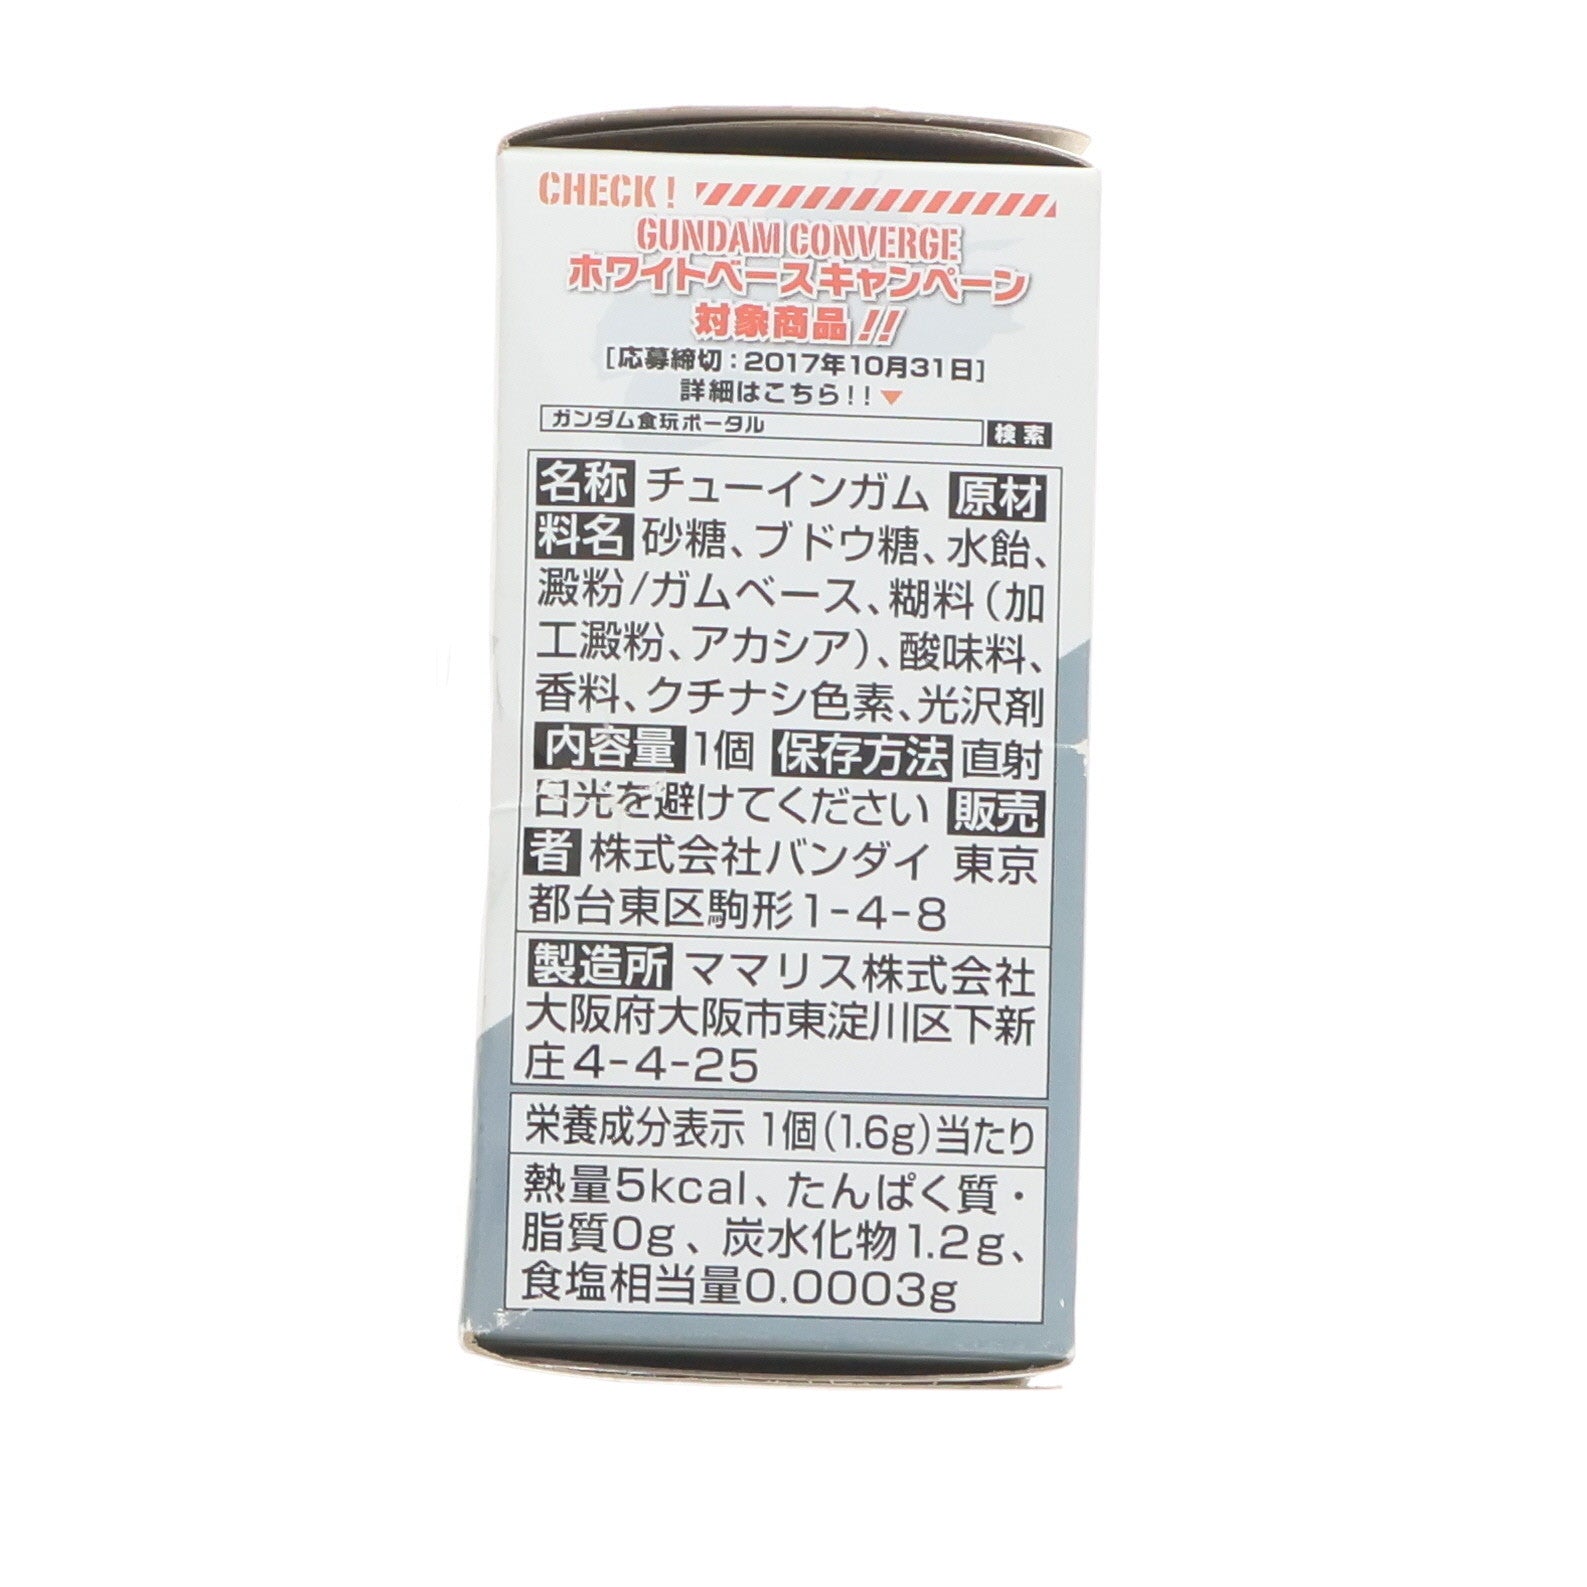 CHECK!
GUNDAM CONVERGE
ホワイトベースキャンペーン
対象商品!!
[応募締切:2017年10月31日]
詳細はこちら!!▼
ガンダム食玩ポータル 検索
名称 チューインガム 原材
料名 砂糖、ブドウ糖、水飴、
澱粉/ガムベース、糊料(加
工澱粉、アカシア)、酸味料、
香料、クチナシ色素、光沢剤
内容量 1個 保存方法 直射
日光を避けてください 販売
者 株式会社バンダイ 東京
都台東区駒形1-4-8
製造所 ママリス株式会社
大阪府大阪市東淀川区下新
庄4-4-25
栄養成分表示 1個(1.6g)当たり
熱量5kcal、たんぱく質・
脂質0g、炭水化物1.2g、
食塩相当量0.0003g